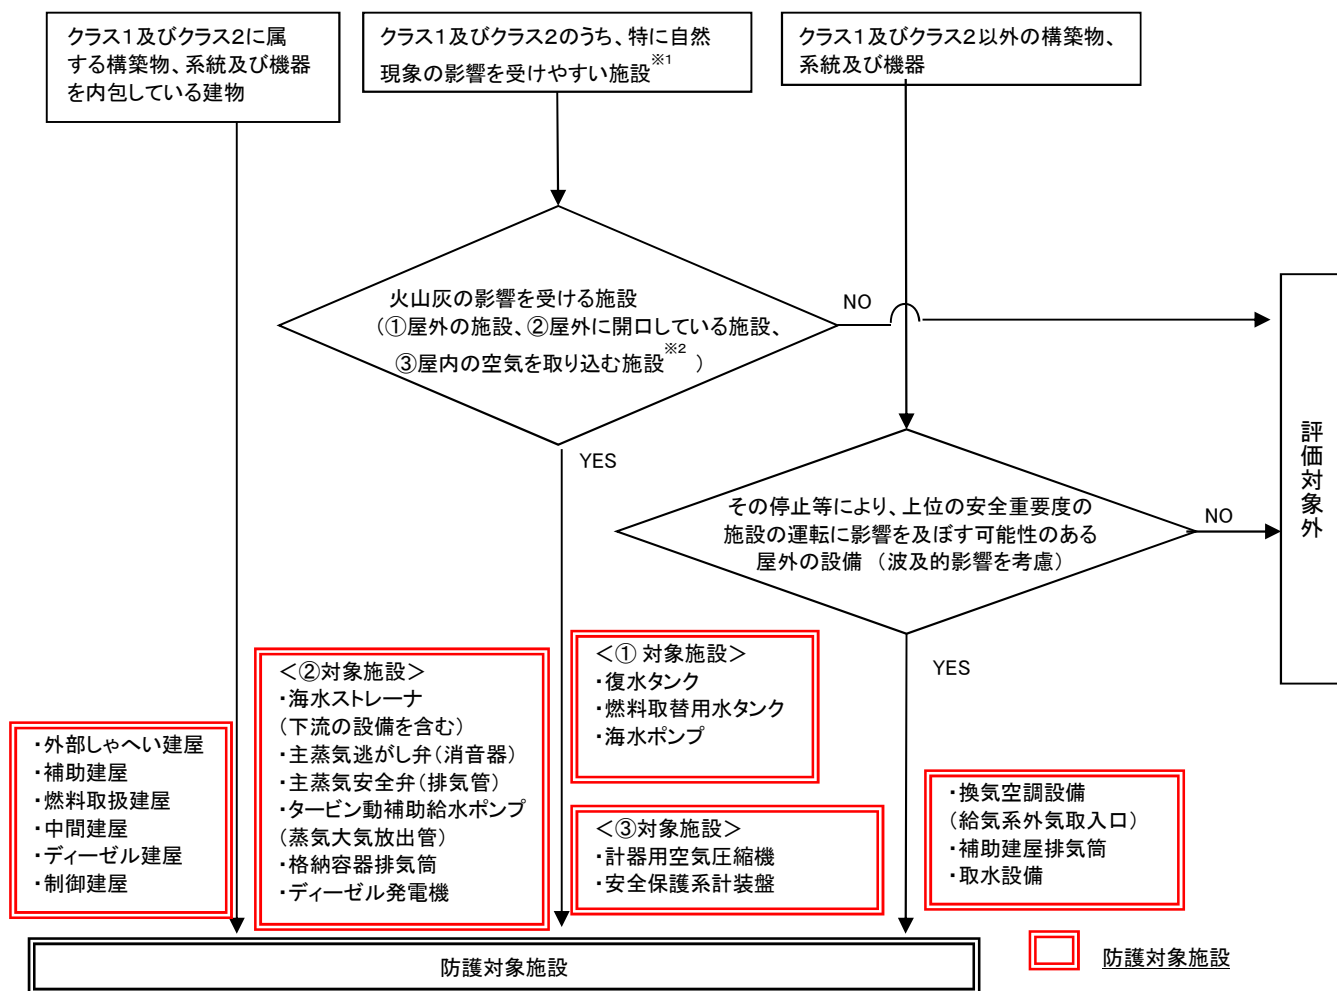 クラス1及びクラス2に属
する構築物、系統及び機器
を内包している建物
クラス1及びクラス2のうち、特に自然
現象の影響を受けやすい施設※1
クラス1及びクラス2以外の構築物、
系統及び機器
火山灰の影響を受ける施設
(①屋外の施設、②屋外に開口している施設、
③屋内の空気を取り込む施設※2 )
NO
YES
その停止等により、上位の安全重要度の
施設の運転に影響を及ぼす可能性のある
屋外の設備 (波及的影響を考慮)
NO
YES
評価対象外
・外部しゃへい建屋
・補助建屋
・燃料取扱建屋
・中間建屋
・ディーゼル建屋
・制御建屋
<②対象施設>
・海水ストレーナ
(下流の設備を含む)
・主蒸気逃がし弁(消音器)
・主蒸気安全弁(排気管)
・タービン動補助給水ポンプ
(蒸気大気放出管)
・格納容器排気筒
・ディーゼル発電機
<① 対象施設>
・復水タンク
・燃料取替用水タンク
・海水ポンプ
<③対象施設>
・計器用空気圧縮機
・安全保護系計装盤
・換気空調設備
(給気系外気取入口)
・補助建屋排気筒
・取水設備
防護対象施設
防護対象施設